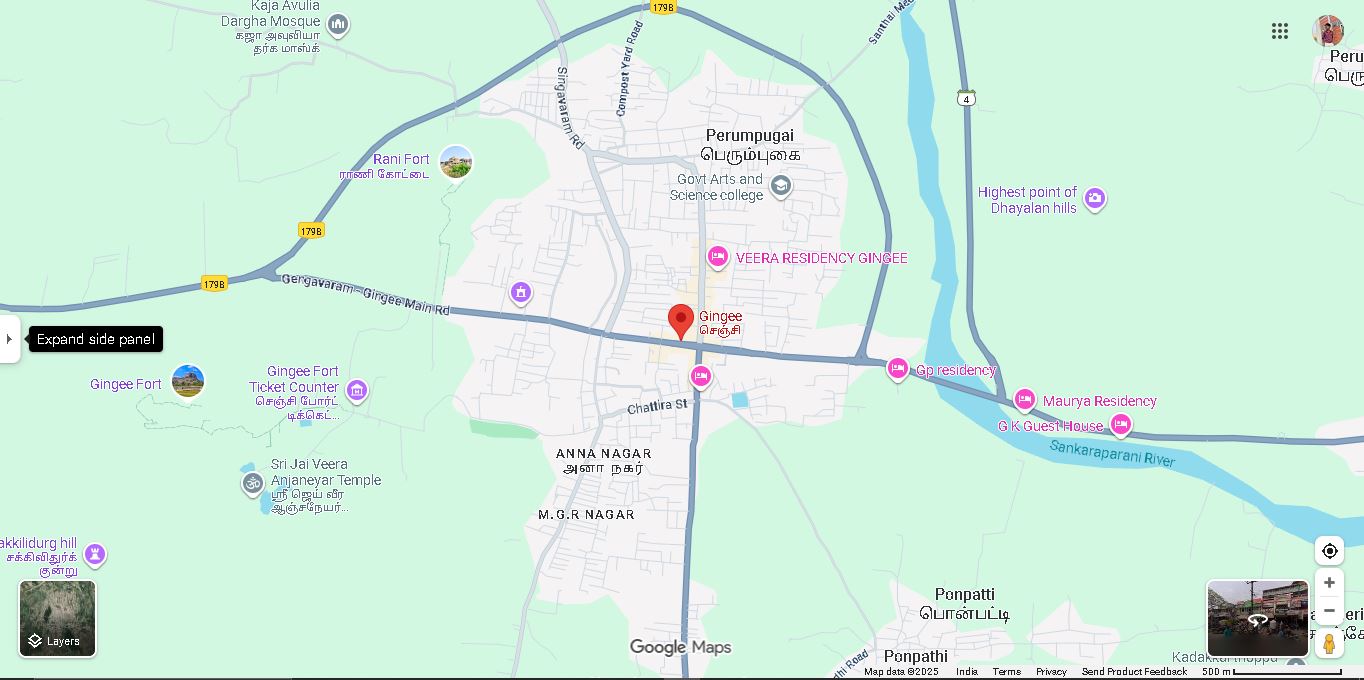 Kaja Avulia
Dargha Mosque
கஜா அவுலியா
தர்க மாஸ்க்
179B
Santhai Me
Compost Yard Road
Singavaram Rd
4
Peru
Perumpugai
பெரும்புகை
Govt Arts and
Science college
Rani Fort
ராணி கோட்டை
Highest point of
Dhayalan hills
179B
VEERA RESIDENCY GINGEE
179B
Gengavaram - Gingee Main Rd
Gingee
செஞ்சி
Expand side panel
Gingee Fort
Gingee Fort
Ticket Counter
செஞ்சி போர்ட்
டிக்கெட்...
Gp residency
Maurya Residency
G K Guest House
Chattira St
Sankaraparani River
ANNA NAGAR
அனா நகர்
Sri Jai Veera
Anjaneyar Temple
ஸ்ரீ ஜெய் வீர
ஆஞ்சநேயர்...
M.G.R NAGAR
akkilidurg hill
சக்கிலிதுர்க்
குன்று
Layers
Ponpatti
பொன்பட்டி
Ponpathi
Google Maps
Map data ©2025
India
Terms
Privacy
Send Product Feedback
500 m